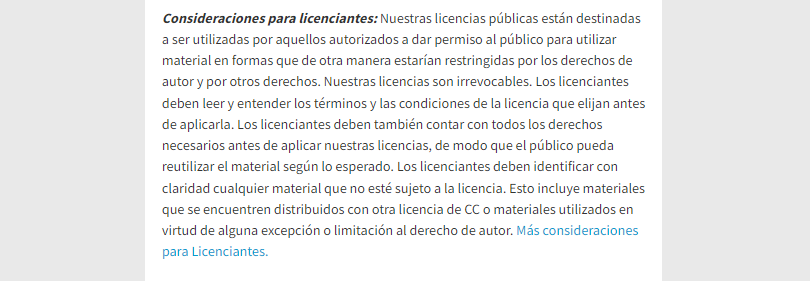 Consideraciones para licenciantes: Nuestras licencias públicas están destinadas
a ser utilizadas por aquellos autorizados a dar permiso al público para utilizar
material en formas que de otra manera estarían restringidas por los derechos de
autor y por otros derechos. Nuestras licencias son irrevocables. Los licenciantes
deben leer y entender los términos y las condiciones de la licencia que elijan antes
de aplicarla. Los licenciantes deben también contar con todos los derechos
necesarios antes de aplicar nuestras licencias, de modo que el público pueda
reutilizar el material según lo esperado. Los licenciantes deben identificar con
claridad cualquier material que no esté sujeto a la licencia. Esto incluye materiales
que se encuentren distribuidos con otra licencia de CC o materiales utilizados en
virtud de alguna excepción o limitación al derecho de autor. Más consideraciones
para Licenciantes.